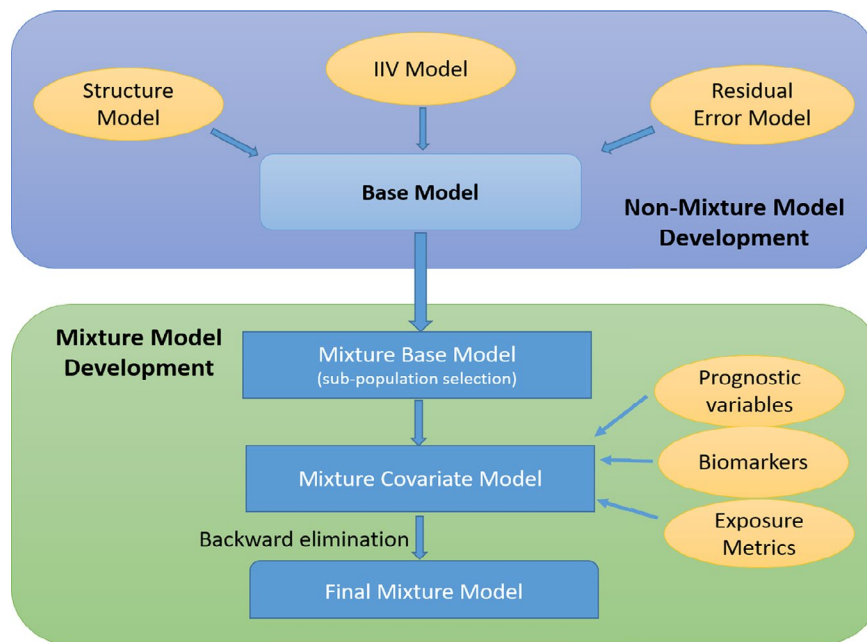 IIV Model
Structure
Model
Residual
Error Model
Base Model
Non-Mixture Model
Development
Mixture Model
Development
Mixture Base Model
(sub-population selection)
Prognostic
variables
Mixture Covariate Model
Biomarkers
Exposure
Metrics
Backward elimination
Final Mixture Model